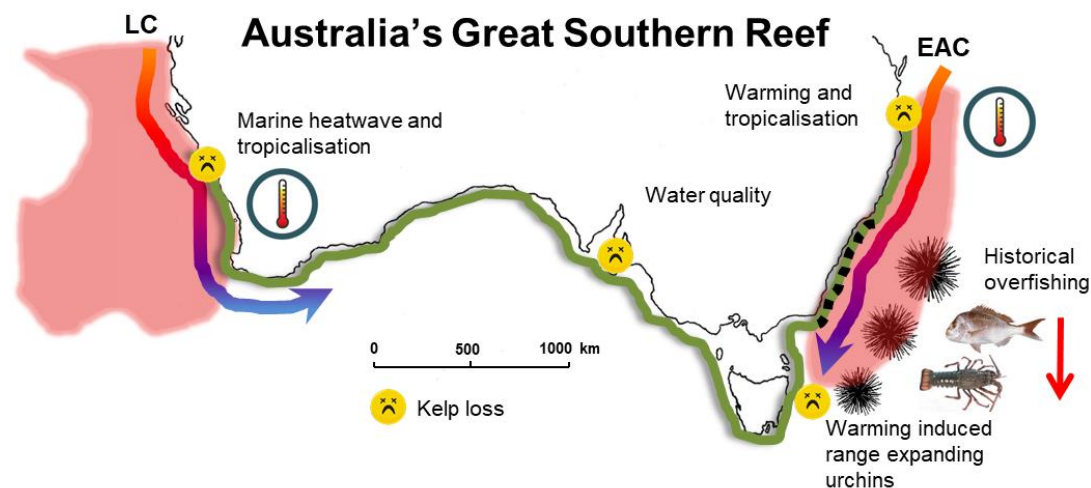 Australia's Great Southern Reef
LC
EAC
Marine heatwave and
tropicalisation
Warming and
tropicalisation
Water quality
Historical
overfishing
0 500 1000 km
Kelp loss
Warming induced
range expanding
urchins